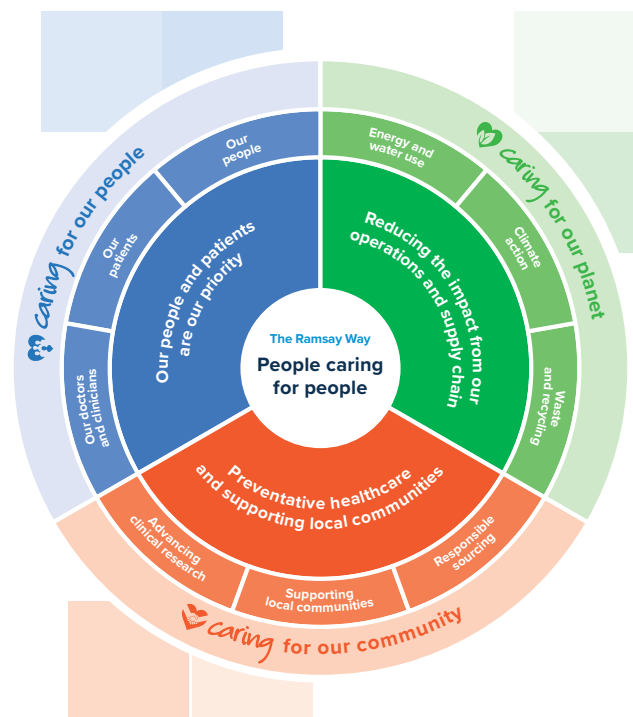 The Ramsay Way
People caring
for people
caring for our people
Our people and patients
are our priority
Our doctors
and clinicians
Our
patients
Our
people
caring for our planet
Reducing the impact from our
operations and supply chain
Energy and
water use
Climate
action
Waste
and recycling
caring for our community
Preventative healthcare
and supporting local communities
Advancing
clinical research
Supporting
local communities
Responsible
sourcing